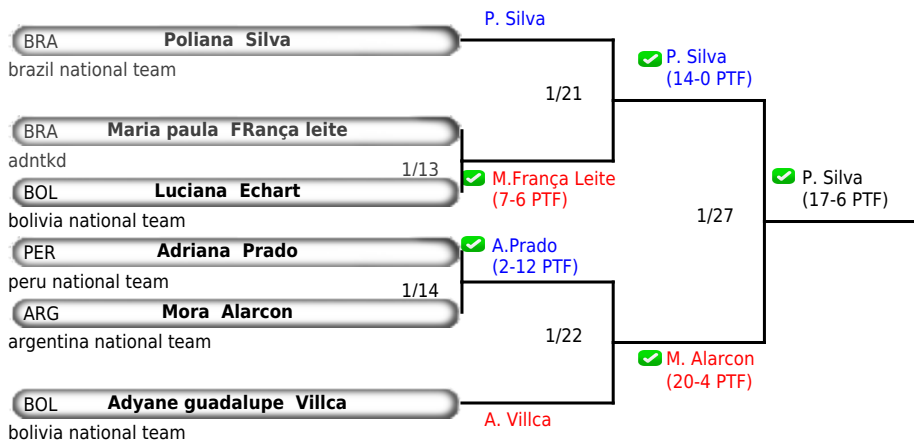 P. Silva
BRA Poliana Silva
brazil national team
P. Silva
(14-0 PTF)
1/21
BRA Maria paula FRança leite
adntkd
1/13
M.França Leite
(7-6 PTF)
BOL Luciana Echart
bolivia national team
P. Silva
(17-6 PTF)
1/27
PER Adriana Prado
peru national team
A.Prado
(2-12 PTF)
1/14
ARG Mora Alarcon
argentina national team
1/22
M. Alarcon
(20-4 PTF)
BOL Adyane guadalupe Villca
bolivia national team
A. Villca